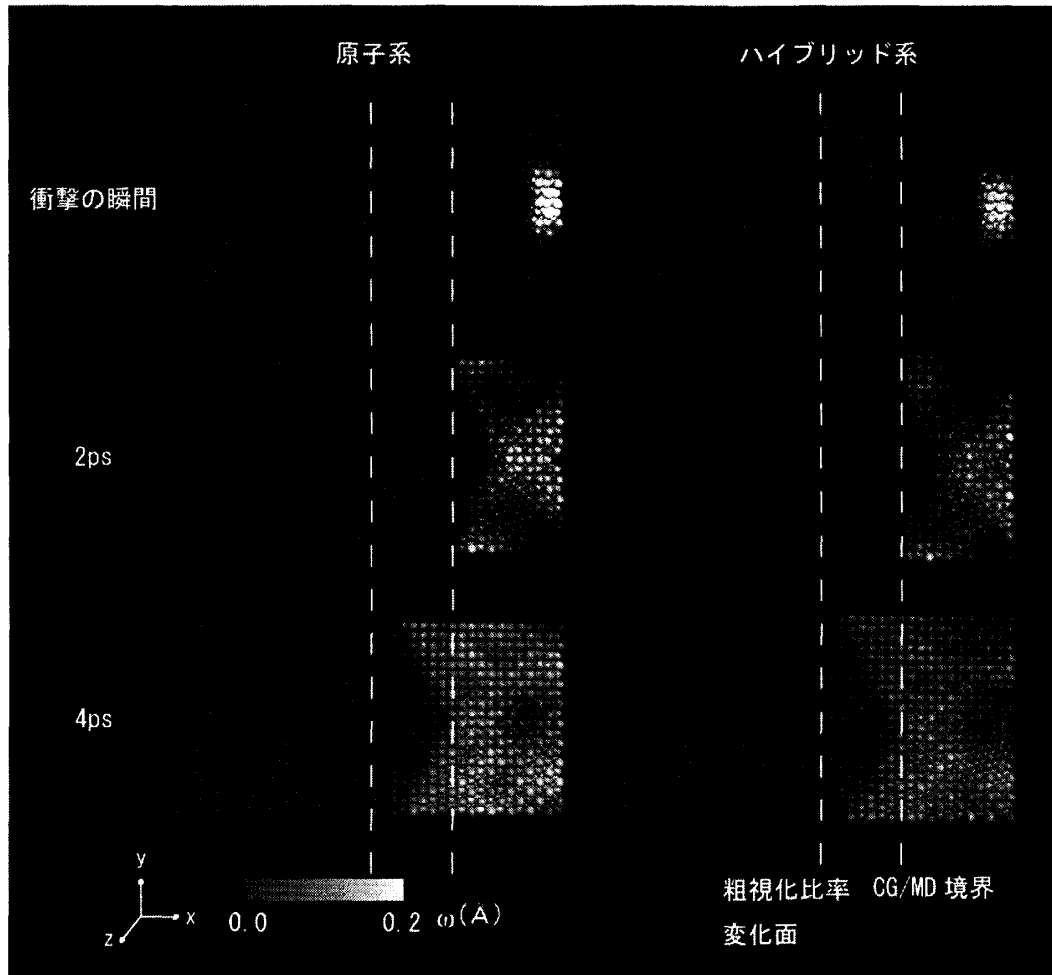 原子系
ハイブリッド系
衝撃の瞬間
2ps
4ps
y
x
z
0.0
0.2 ω(Å)
粗視化比率
変化面
CG/MD 境界